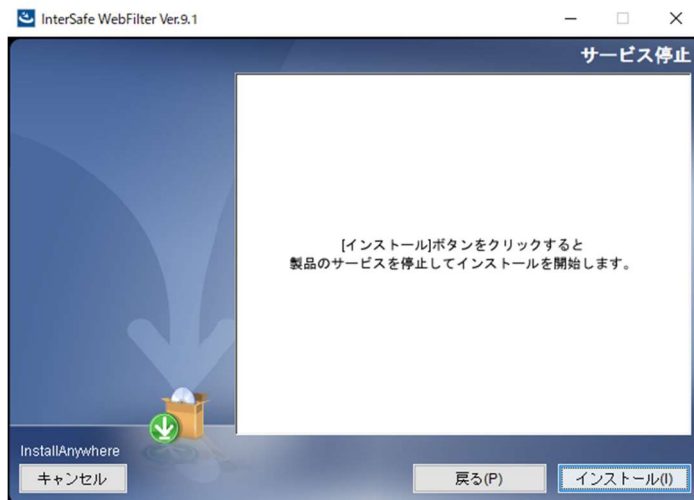 InterSafe WebFilter Ver.9.1
サービス停止
[インストール]ボタンをクリックすると
製品のサービスを停止してインストールを開始します。
InstallAnywhere
キャンセル
戻る(P)
インストール(I)